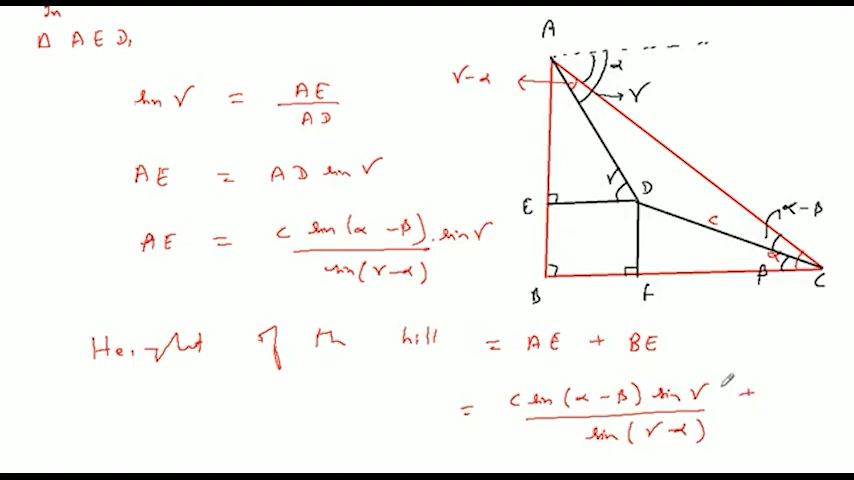 In
Δ A E D,
sin γ = AE / AD
AE = AD sin γ
AE = c sin(α - β) . sin γ / sin(γ - α)
Height of the hill = AE + BE
= c sin(α - β) sin γ / sin(γ - α) +
A
α
γ - α
γ
γ
D
E
c
α - β
α
β
B
F
C